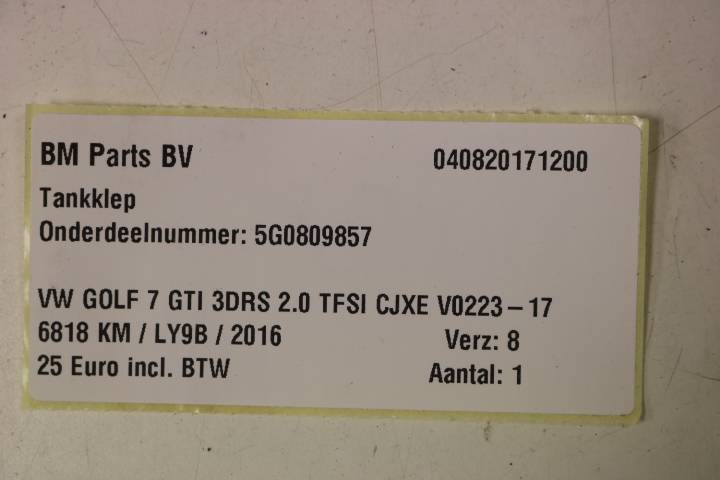 BM Parts BV 040820171200
Tankklep
Onderdeelnummer: 5G0809857
VW GOLF 7 GTI 3DRS 2.0 TFSI CJXE V0223-17
6818 KM / LY9B / 2016 Verz: 8
25 Euro incl. BTW Aantal: 1